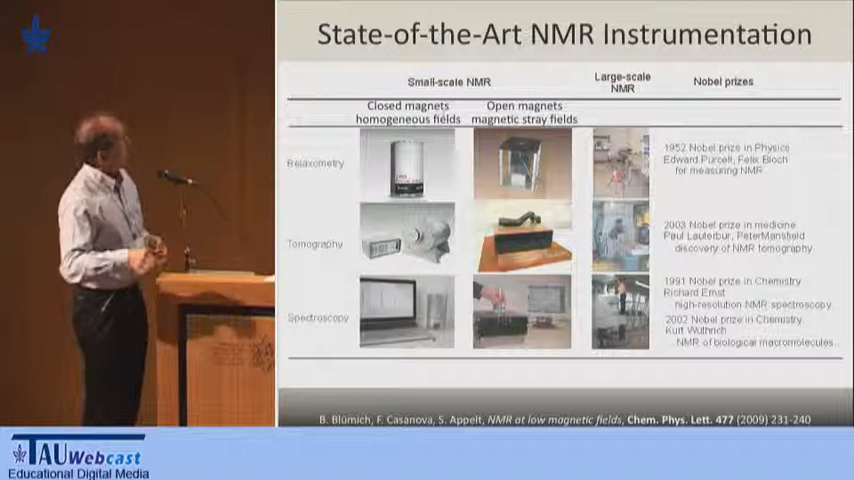 State-of-the-Art NMR Instrumentation
Small-scale NMR
Large-scale
NMR
Nobel prizes
Closed magnets
homogeneous fields
Open magnets
magnetic stray fields
Relaxometry
1952 Nobel prize in Physics
Edward Purcell, Felix Bloch
for measuring NMR
Tomography
2003 Nobel prize in medicine
Paul Lauterbur, PeterMansfield
discovery of NMR tomography
Spectroscopy
1991 Nobel prize in Chemistry
Richard Ernst
high-resolution NMR spectroscopy
2002 Nobel prize in Chemistry
Kurt Wuthrich
NMR of biological macromolecules
B. Blümich, F. Casanova, S. Appelt, NMR at low magnetic fields, Chem. Phys. Lett. 477 (2009) 231-240
TAU Webcast
Educational Digital Media